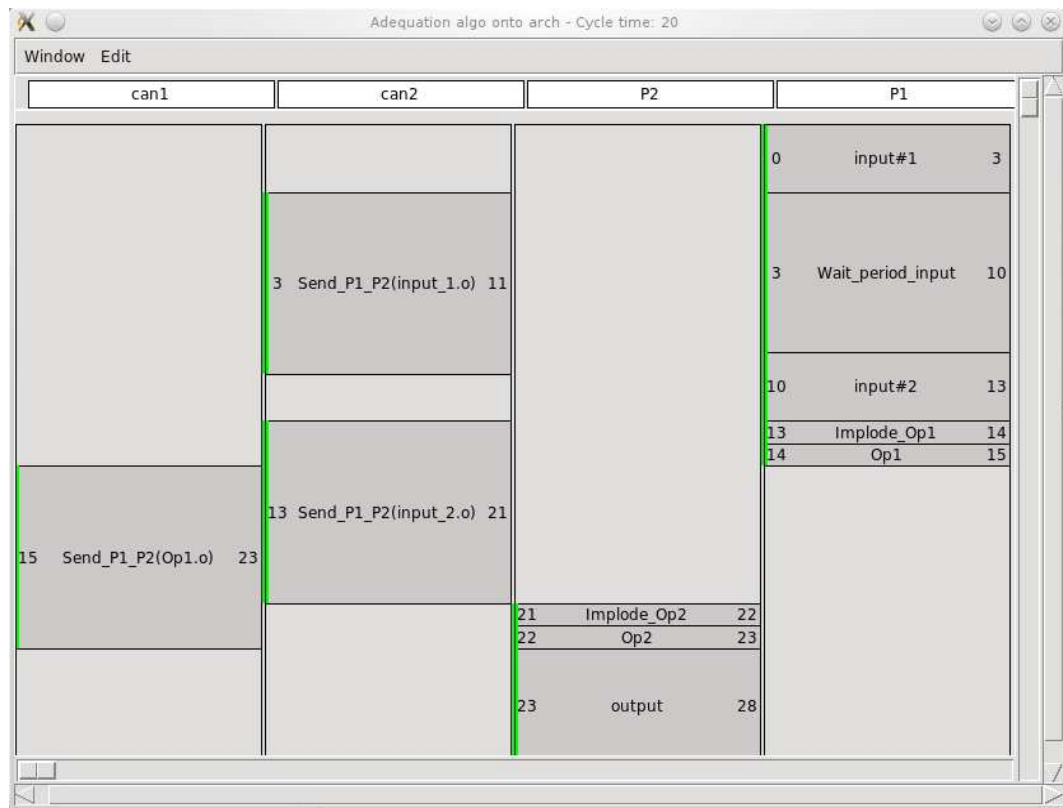 Adequation algo onto arch - Cycle time: 20
Window Edit
can1 can2 P2 P1
0 input#1 3
3 Send_P1_P2(input_1.o) 11
3 Wait_period_input 10
10 input#2 13
13 Implode_Op1 14
14 Op1 15
13 Send_P1_P2(input_2.o) 21
15 Send_P1_P2(Op1.o) 23
21 Implode_Op2 22
22 Op2 23
23 output 28